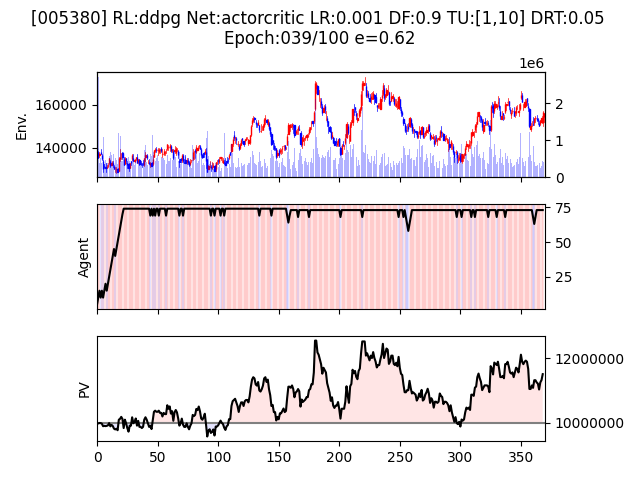 [005380] RL:ddpg Net:actorcritic LR:0.001 DF:0.9 TU:[1,10] DRT:0.05
Epoch:039/100 e=0.62
1e6
Env.
160000
140000
2
1
0
Agent
75
50
25
PV
12000000
10000000
0 50 100 150 200 250 300 350